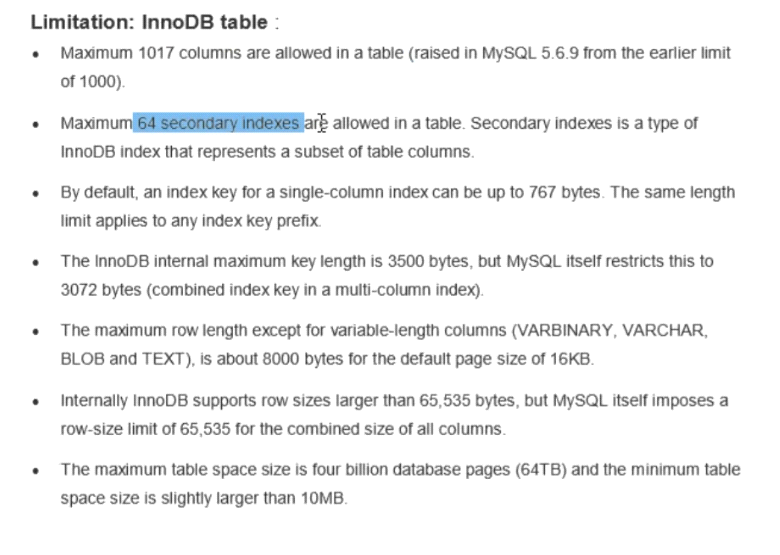 Limitation: InnoDB table :
• Maximum 1017 columns are allowed in a table (raised in MySQL 5.6.9 from the earlier limit
of 1000).
• Maximum 64 secondary indexes are allowed in a table. Secondary indexes is a type of
InnoDB index that represents a subset of table columns.
• By default, an index key for a single-column index can be up to 767 bytes. The same length
limit applies to any index key prefix.
• The InnoDB internal maximum key length is 3500 bytes, but MySQL itself restricts this to
3072 bytes (combined index key in a multi-column index).
• The maximum row length except for variable-length columns (VARBINARY, VARCHAR,
BLOB and TEXT), is about 8000 bytes for the default page size of 16KB.
• Internally InnoDB supports row sizes larger than 65,535 bytes, but MySQL itself imposes a
row-size limit of 65,535 for the combined size of all columns.
• The maximum table space size is four billion database pages (64TB) and the minimum table
space size is slightly larger than 10MB.